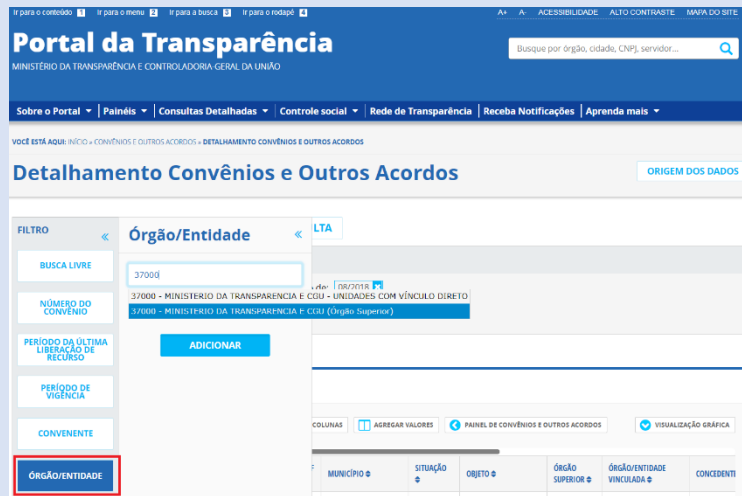 Ir para o conteúdo 1 Ir para o menu 2 Ir para a busca 3 Ir para o rodapé 4
A+ A- ACESSIBILIDADE ALTO CONTRASTE MAPA DO SITE
Portal da Transparência
MINISTÉRIO DA TRANSPARÊNCIA E CONTROLADORIA-GERAL DA UNIÃO
Busque por órgão, cidade, CNPJ, servidor...
Sobre o Portal Painéis Consultas Detalhadas Controle social Rede de Transparência Receba Notificações Aprenda mais
VOCÊ ESTÁ AQUI: INÍCIO » CONVÊNIOS E OUTROS ACORDOS » DETALHAMENTO CONVÊNIOS E OUTROS ACORDOS
Detalhamento Convênios e Outros Acordos
ORIGEM DOS DADOS
FILTRO «
Órgão/Entidade «
LTA
BUSCA LIVRE
37000
de: 08/2018 x
37000 - MINISTERIO DA TRANSPARENCIA E CGU - UNIDADES COM VÍNCULO DIRETO
37000 - MINISTERIO DA TRANSPARENCIA E CGU (Órgão Superior)
NÚMERO DO
CONVÊNIO
ADICIONAR
PERÍODO DA ÚLTIMA
LIBERAÇÃO DE
RECURSO
PERÍODO DE
VIGÊNCIA
CONVENENTE
COLUNAS AGREGAR VALORES PAINEL DE CONVÊNIOS E OUTROS ACORDOS VISUALIZAÇÃO GRÁFICA
ÓRGÃO/ENTIDADE
F MUNICÍPIO SITUAÇÃO OBJETO ÓRGÃO SUPERIOR ÓRGÃO/ENTIDADE VINCULADA CONCEDENT